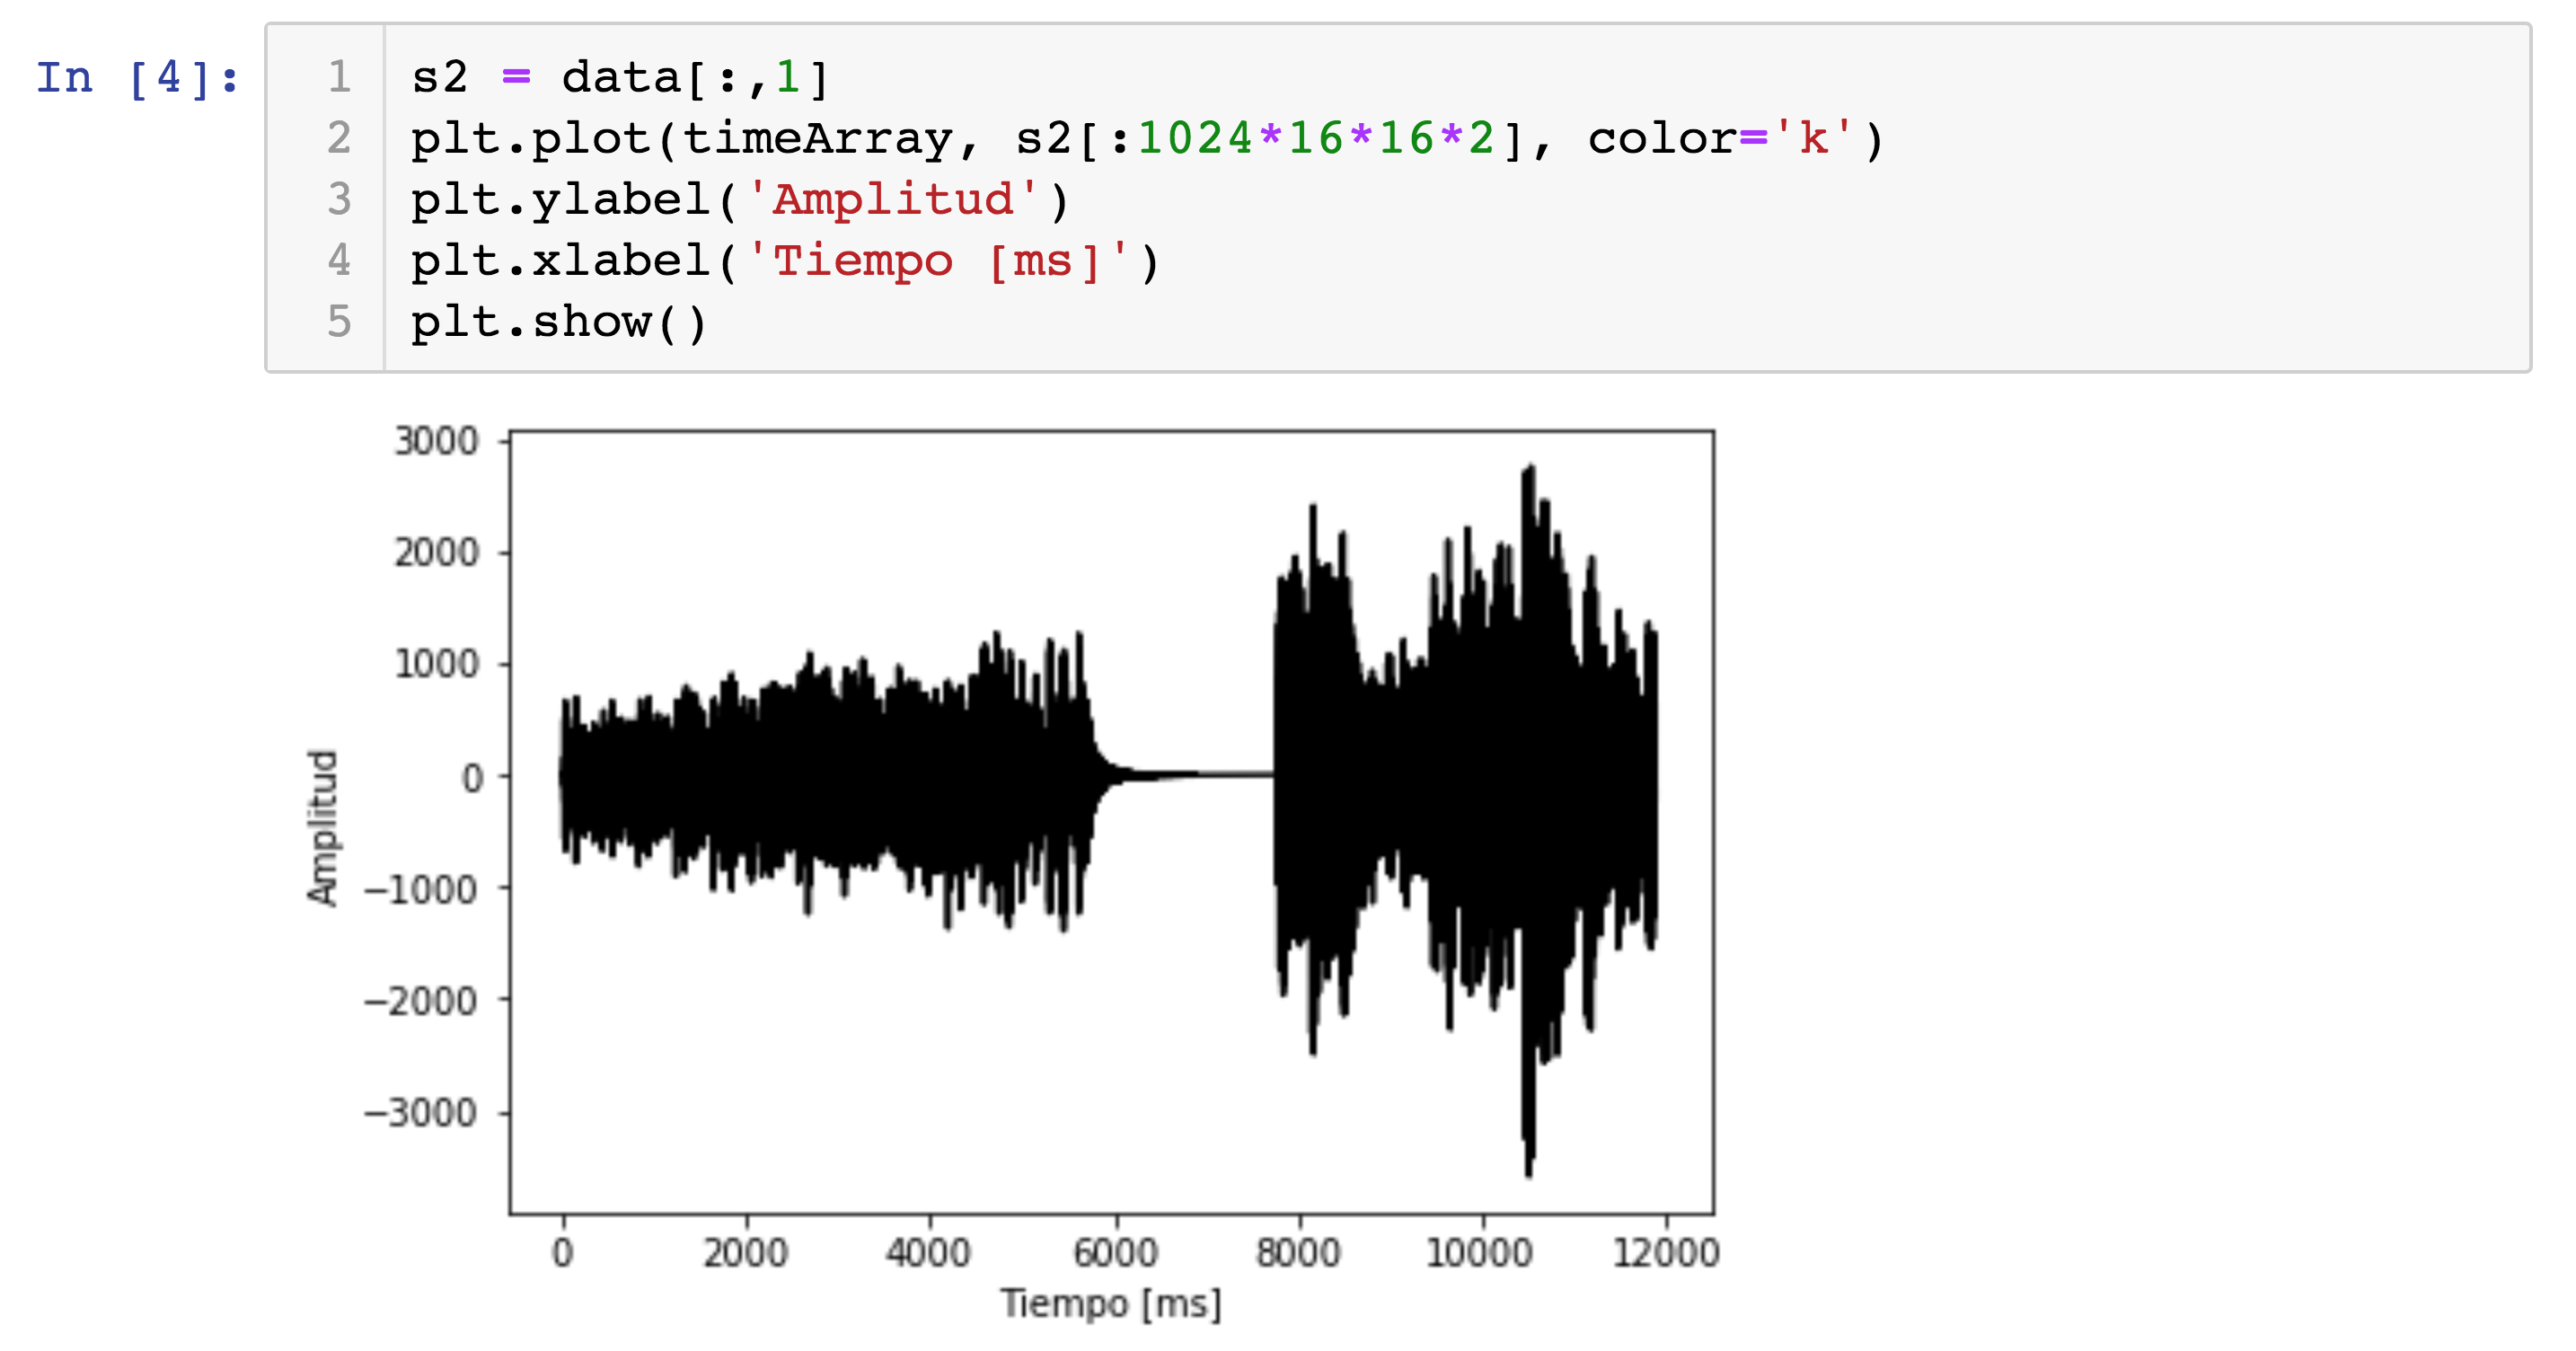 In [4]:
1 s2 = data[:,1]
2 plt.plot(timeArray, s2[:1024*16*16*2], color='k')
3 plt.ylabel('Amplitud')
4 plt.xlabel('Tiempo [ms]')
5 plt.show()
3000
2000
1000
0
−1000
−2000
−3000
Amplitud
0 2000 4000 6000 8000 10000 12000
Tiempo [ms]